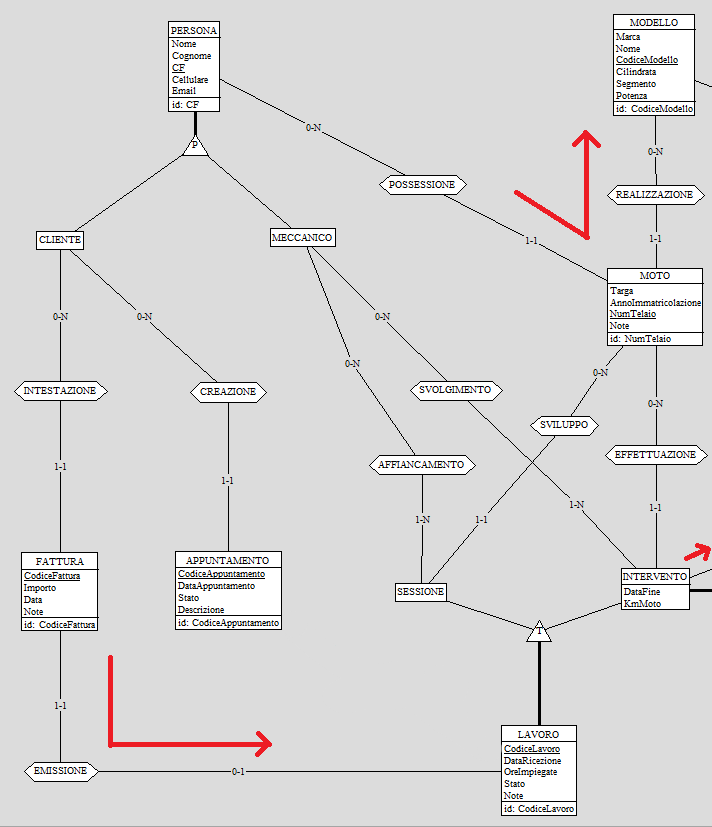 PERSONA
Nome
Cognome
CF
Cellulare
Email
id: CF
MODELLO
Marca
Nome
CodiceModello
Cilindrata
Segmento
Potenza
id: CodiceModello
P
0-N
POSSESSIONE
1-1
0-N
REALIZZAZIONE
1-1
CLIENTE
MECCANICO
MOTO
Targa
AnnoImmatricolazione
NumTelaio
Note
id: NumTelaio
0-N
0-N
0-N
0-N
0-N
0-N
INTESTAZIONE
CREAZIONE
SVOLGIMENTO
SVILUPPO
EFFETTUAZIONE
AFFIANCAMENTO
1-1
1-1
1-N
1-1
1-N
1-1
FATTURA
CodiceFattura
Importo
Data
Note
id: CodiceFattura
APPUNTAMENTO
CodiceAppuntamento
DataAppuntamento
Stato
Descrizione
id: CodiceAppuntamento
SESSIONE
INTERVENTO
DataFine
KmMoto
T
1-1
EMISSIONE
0-1
LAVORO
CodiceLavoro
DataRicezione
OreImpiegate
Stato
Note
id: CodiceLavoro